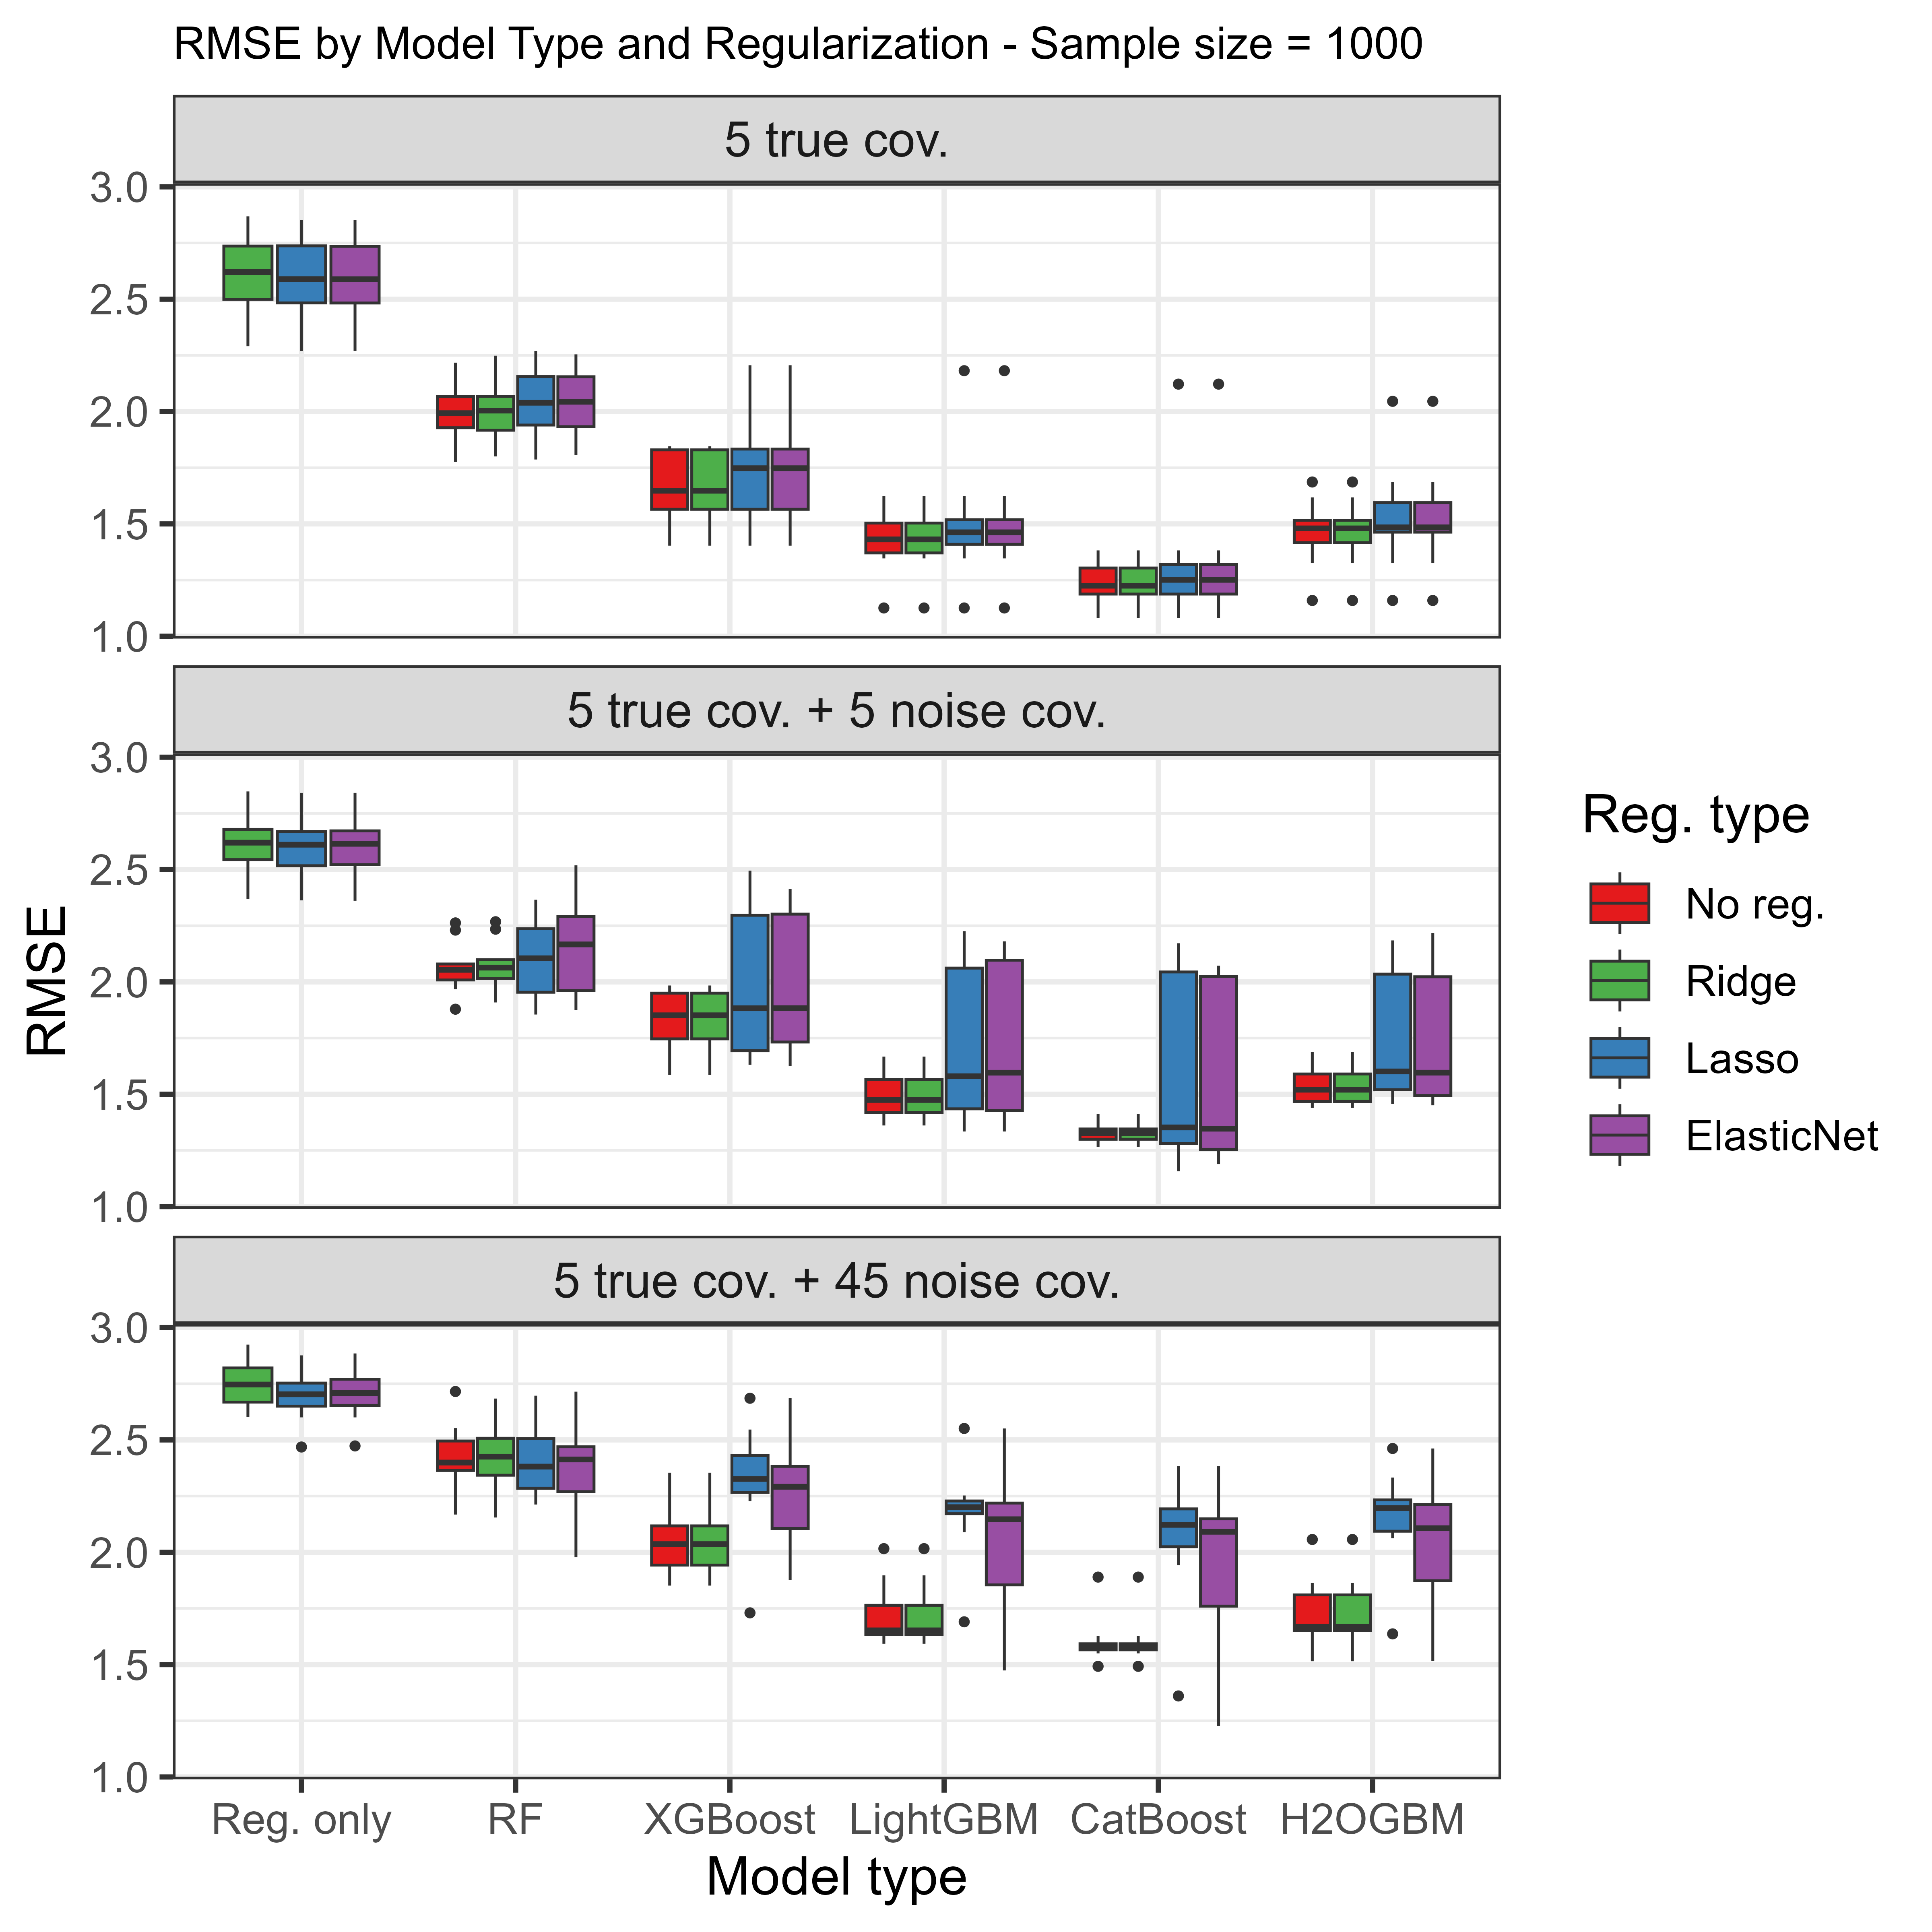 RMSE by Model Type and Regularization - Sample size = 1000
5 true cov.
3.0
2.5
2.0
1.5
1.0
5 true cov. + 5 noise cov.
3.0
2.5
2.0
1.5
1.0
5 true cov. + 45 noise cov.
3.0
2.5
2.0
1.5
1.0
RMSE
Reg. only RF XGBoost LightGBM CatBoost H2OGBM
Model type
Reg. type
No reg.
Ridge
Lasso
ElasticNet